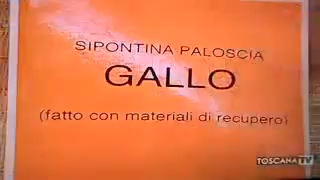 SIPONTINA PALOSCIA
GALLO
(fatto con materiali di recupero)
TOSCANA TV